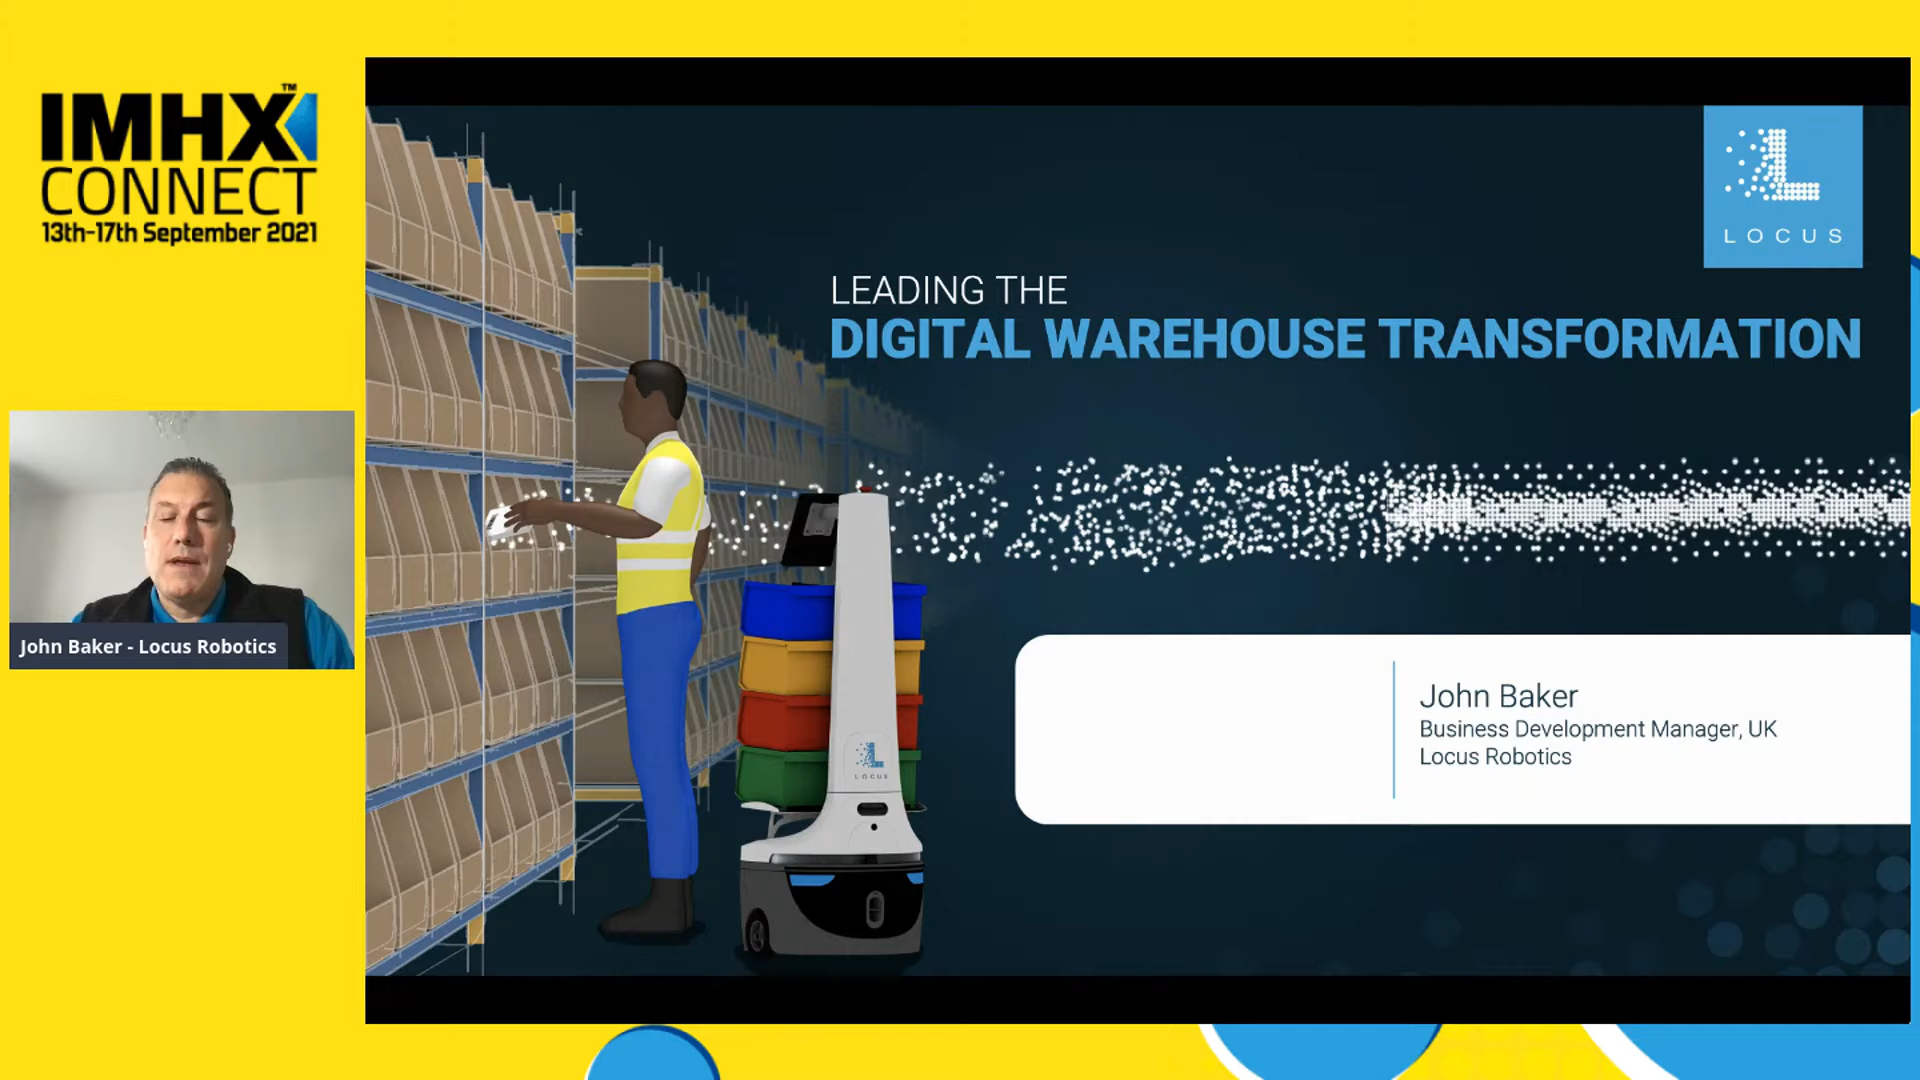 IMHX™
CONNECT
13th-17th September 2021
John Baker - Locus Robotics
LOCUS
LEADING THE
DIGITAL WAREHOUSE TRANSFORMATION
LOCUS
John Baker
Business Development Manager, UK
Locus Robotics